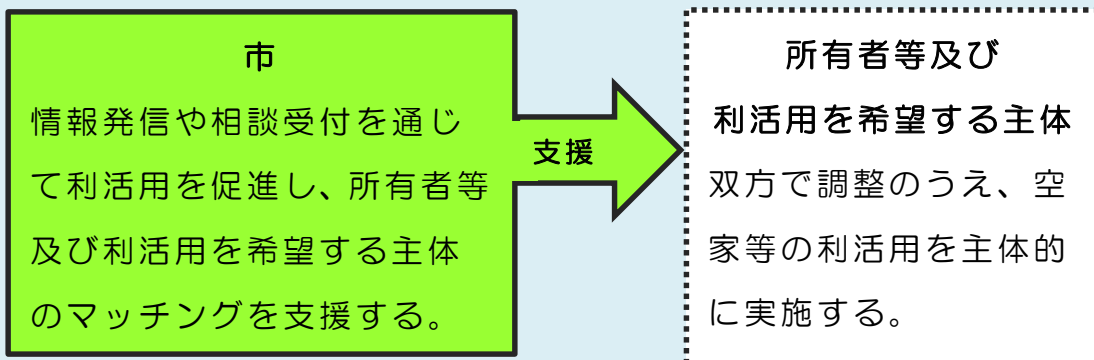 市
情報発信や相談受付を通じ
て利活用を促進し、所有者等
及び利活用を希望する主体
のマッチングを支援する。
支援
所有者等及び
利活用を希望する主体
双方で調整のうえ、空
家等の利活用を主体的
に実施する。